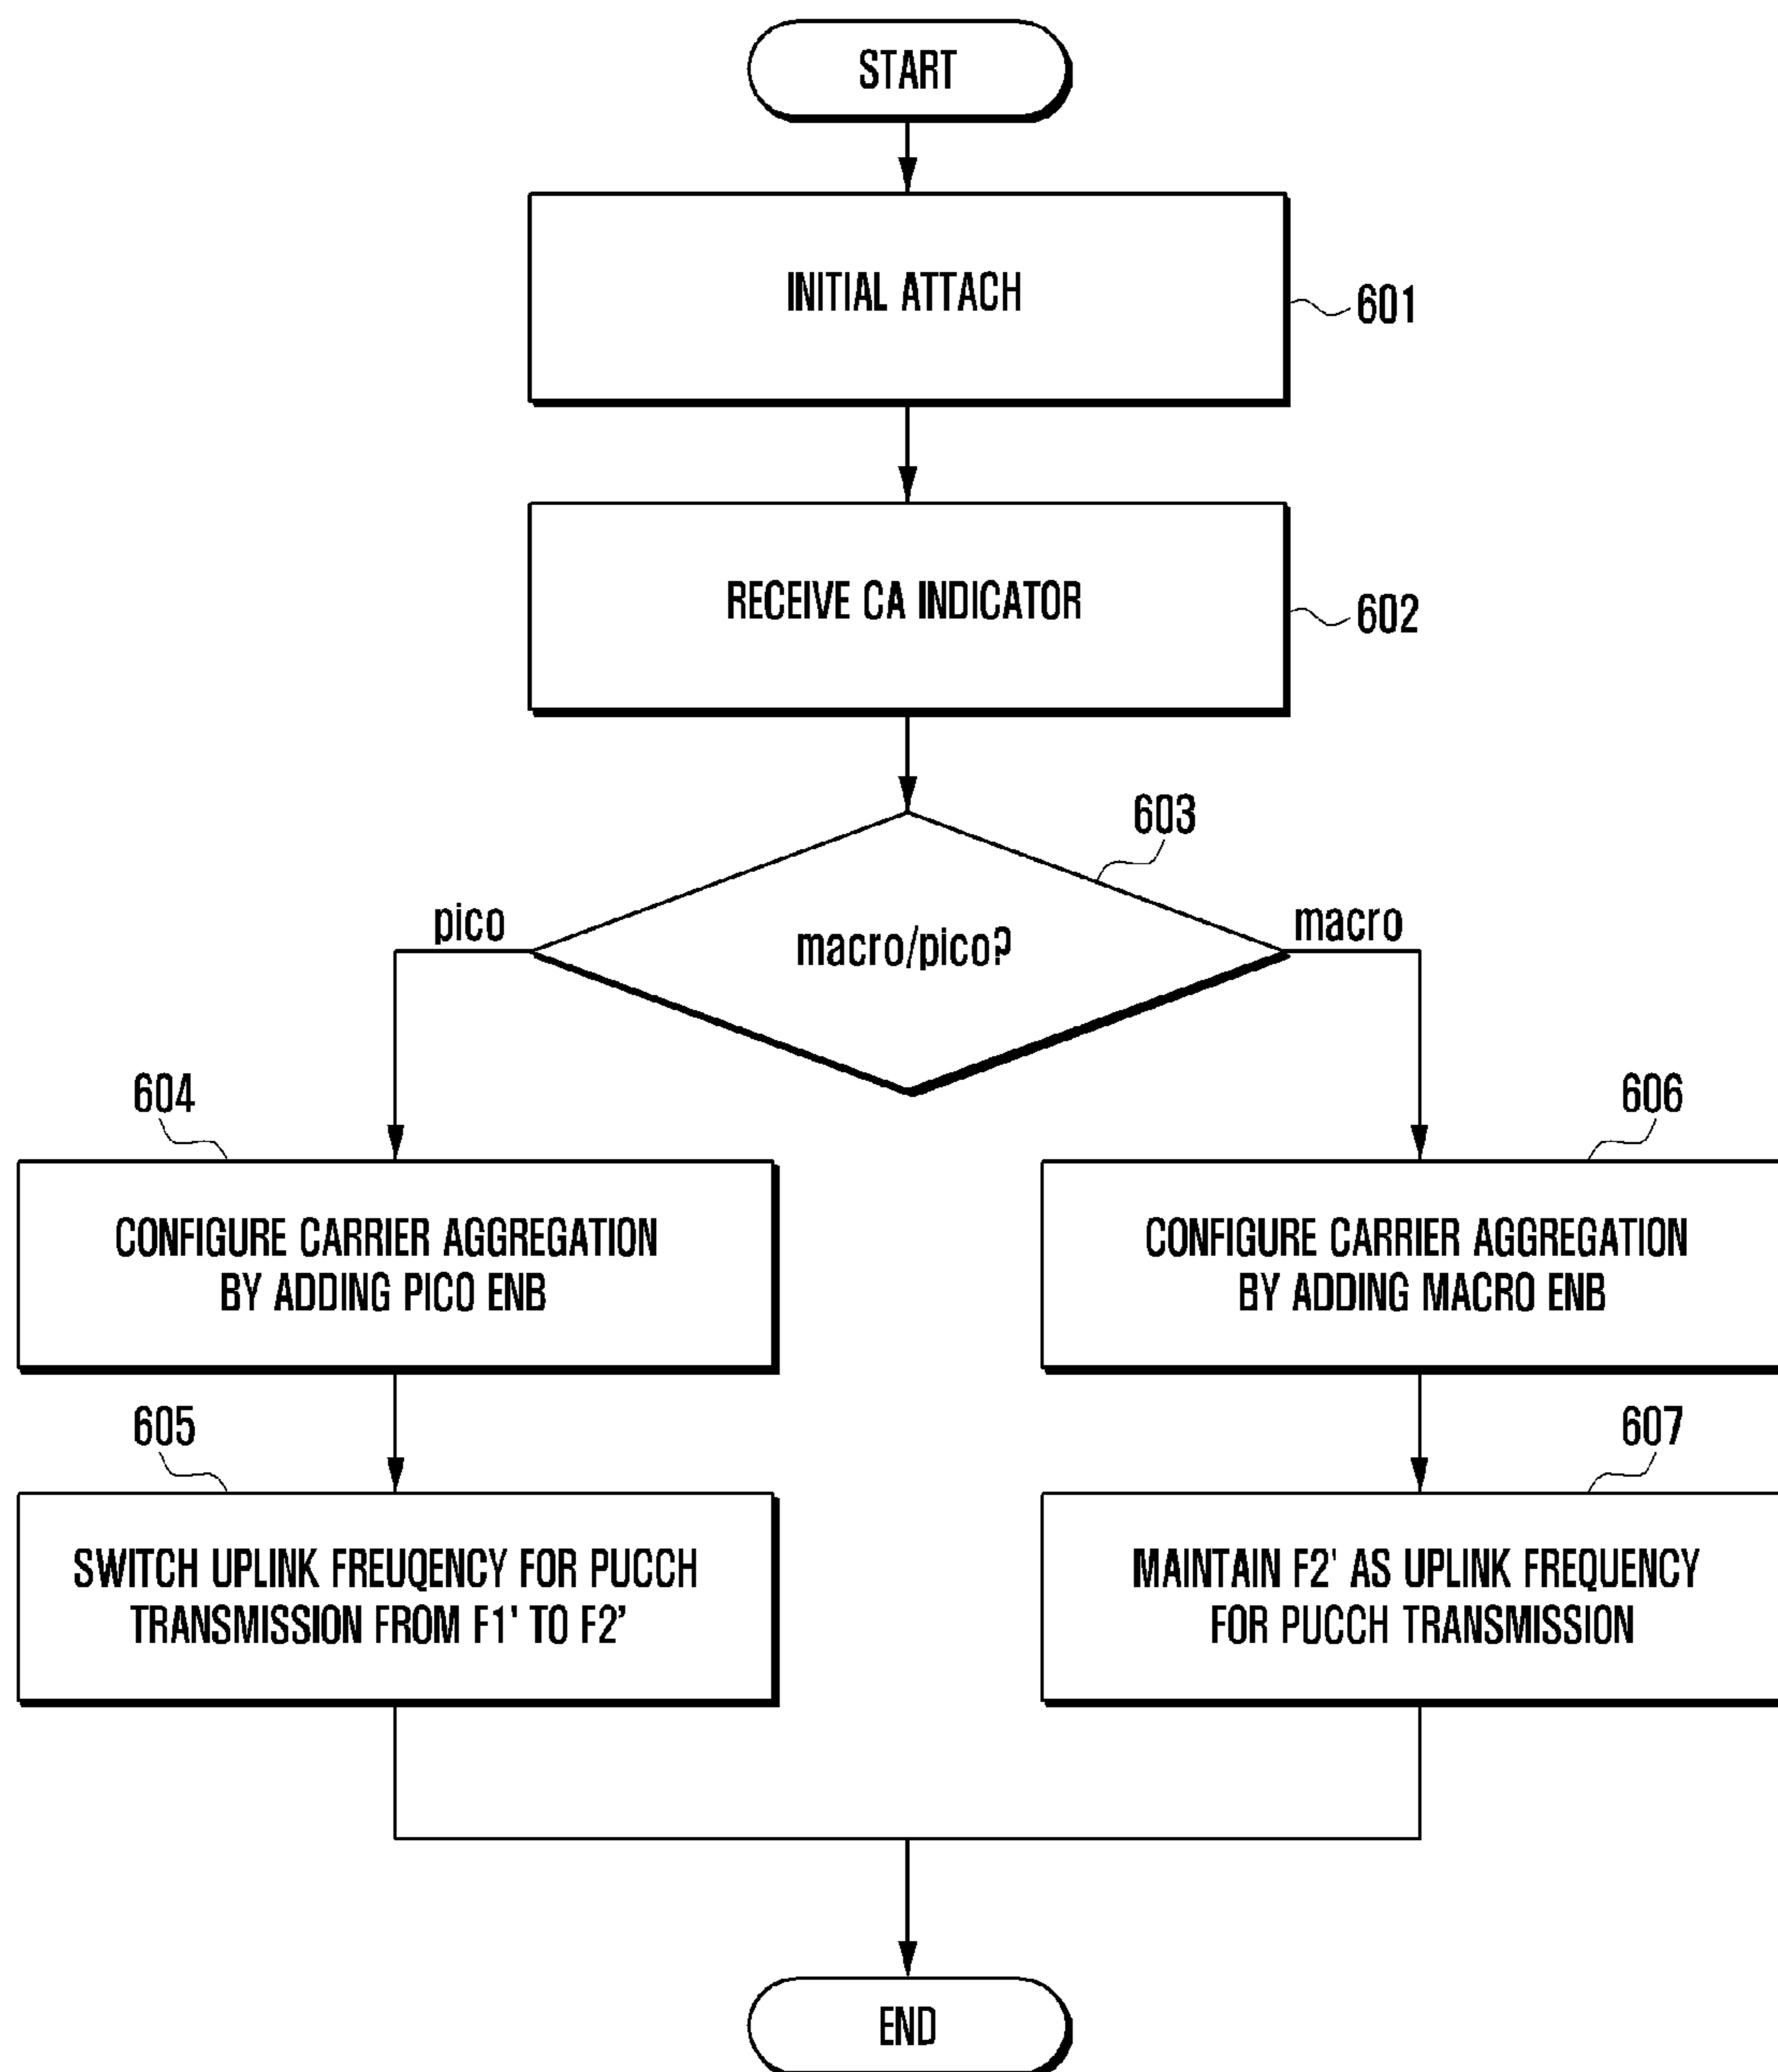 START
INITIAL ATTACH
601
RECEIVE CA INDICATOR
602
603
pico
macro/pico?
macro
604
606
CONFIGURE CARRIER AGGREGATION
BY ADDING PICO ENB
CONFIGURE CARRIER AGGREGATION
BY ADDING MACRO ENB
605
607
SWITCH UPLINK FREUQENCY FOR PUCCH
TRANSMISSION FROM F1' TO F2'
MAINTAIN F2' AS UPLINK FREQUENCY
FOR PUCCH TRANSMISSION
END